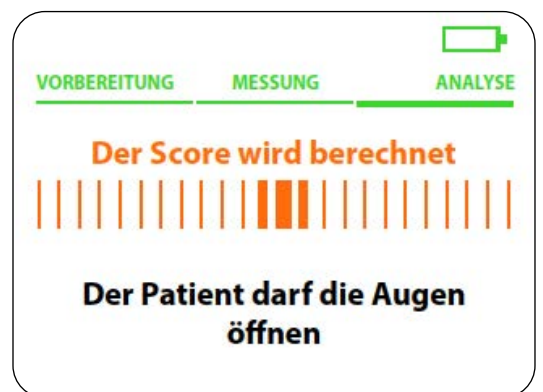 VORBEREITUNG MESSUNG ANALYSE
Der Score wird berechnet
Der Patient darf die Augen
öffnen